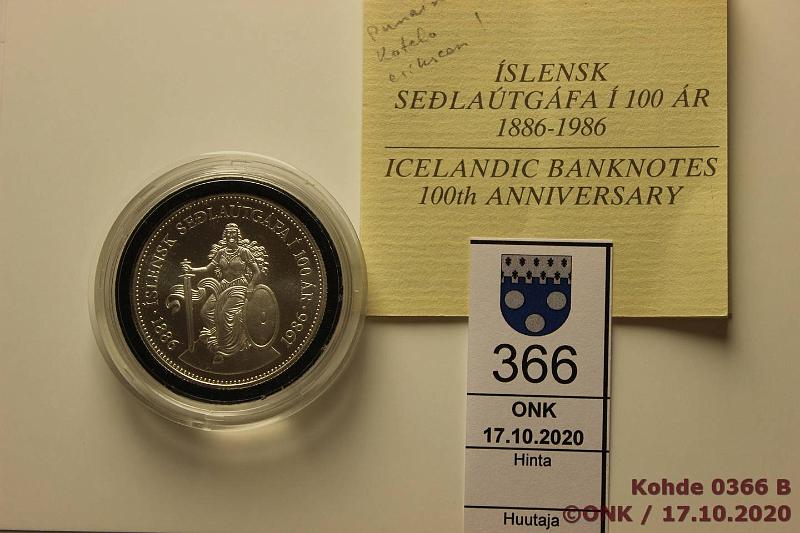 Kotelo
ÍSLENSK
SEÐLAÚTGÁFA Í 100 ÁR
1886-1986
ICELANDIC BANKNOTES
100th ANNIVERSARY
· ÍSLENSK SEÐLAÚTGÁFA Í 100 ÁR ·
1886
1986
366
ONK
17.10.2020
Hinta
Huutaja
Kohde 0366 B
©ONK / 17.10.2020